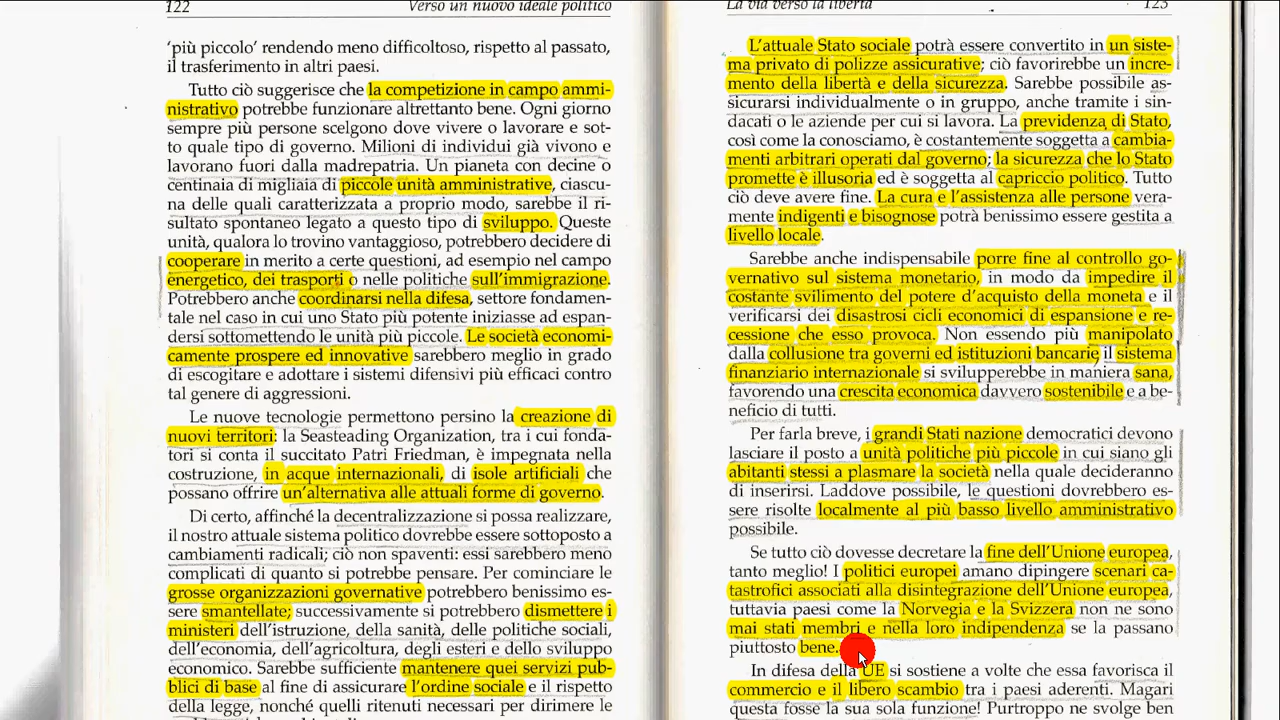 122 Verso un nuovo ideale politico
'più piccolo' rendendo meno difficoltoso, rispetto al passato,
il trasferimento in altri paesi.
Tutto ciò suggerisce che la competizione in campo ammi-
nistrativo potrebbe funzionare altrettanto bene. Ogni giorno
sempre più persone scelgono dove vivere o lavorare e sot-
to quale tipo di governo. Milioni di individui già vivono e
lavorano fuori dalla madrepatria. Un pianeta con decine o
centinaia di migliaia di piccole unità amministrative, ciascu-
na delle quali caratterizzata a proprio modo, sarebbe il ri-
sultato spontaneo legato a questo tipo di sviluppo. Queste
unità, qualora lo trovino vantaggioso, potrebbero decidere di
cooperare in merito a certe questioni, ad esempio nel campo
energetico, dei trasporti o nelle politiche sull'immigrazione.
Potrebbero anche coordinarsi nella difesa, settore fondamen-
tale nel caso in cui uno Stato più potente iniziasse ad espan-
dersi sottomettendo le unità più piccole. Le società economi-
camente prospere ed innovative sarebbero meglio in grado
di escogitare e adottare i sistemi difensivi più efficaci contro
tal genere di aggressioni.
Le nuove tecnologie permettono persino la creazione di
nuovi territori: la Seasteading Organization, tra i cui fonda-
tori si conta il succitato Patri Friedman, è impegnata nella
costruzione, in acque internazionali, di isole artificiali che
possano offrire un'alternativa alle attuali forme di governo.
Di certo, affinché la decentralizzazione si possa realizzare,
il nostro attuale sistema politico dovrebbe essere sottoposto a
cambiamenti radicali; ciò non spaventi: essi sarebbero meno
complicati di quanto si potrebbe pensare. Per cominciare le
grosse organizzazioni governative potrebbero benissimo es-
sere smantellate; successivamente si potrebbero dismettere i
ministeri dell'istruzione, della sanità, delle politiche sociali,
dell'economia, dell'agricoltura, degli esteri e dello sviluppo
economico. Sarebbe sufficiente mantenere quei servizi pub-
blici di base al fine di assicurare l'ordine sociale e il rispetto
della legge, nonché quelli ritenuti necessari per dirimere le
La via verso la libertà 123
L'attuale Stato sociale potrà essere convertito in un siste-
ma privato di polizze assicurative; ciò favorirebbe un incre-
mento della libertà e della sicurezza. Sarebbe possibile as-
sicurarsi individualmente o in gruppo, anche tramite i sin-
dacati o le aziende per cui si lavora. La previdenza di Stato,
così come la conosciamo, è costantemente soggetta a cambia-
menti arbitrari operati dal governo; la sicurezza che lo Stato
promette è illusoria ed è soggetta al capriccio politico. Tutto
ciò deve avere fine. La cura e l'assistenza alle persone vera-
mente indigenti e bisognose potrà benissimo essere gestita a
livello locale.
Sarebbe anche indispensabile porre fine al controllo go-
vernativo sul sistema monetario, in modo da impedire il
costante svilimento del potere d'acquisto della moneta e il
verificarsi dei disastrosi cicli economici di espansione e re-
cessione che esso provoca. Non essendo più manipolato
dalla collusione tra governi ed istituzioni bancarie, il sistema
finanziario internazionale si svilupperebbe in maniera sana,
favorendo una crescita economica davvero sostenibile e a be-
neficio di tutti.
Per farla breve, i grandi Stati nazione democratici devono
lasciare il posto a unità politiche più piccole in cui siano gli
abitanti stessi a plasmare la società nella quale decideranno
di inserirsi. Laddove possibile, le questioni dovrebbero es-
sere risolte localmente al più basso livello amministrativo
possibile.
Se tutto ciò dovesse decretare la fine dell'Unione europea,
tanto meglio! I politici europei amano dipingere scenari ca-
tastrofici associati alla disintegrazione dell'Unione europea,
tuttavia paesi come la Norvegia e la Svizzera non ne sono
mai stati membri e nella loro indipendenza se la passano
piuttosto bene.
In difesa della UE si sostiene a volte che essa favorisca il
commercio e il libero scambio tra i paesi aderenti. Magari
questa fosse la sua sola funzione! Purtroppo ne svolge ben